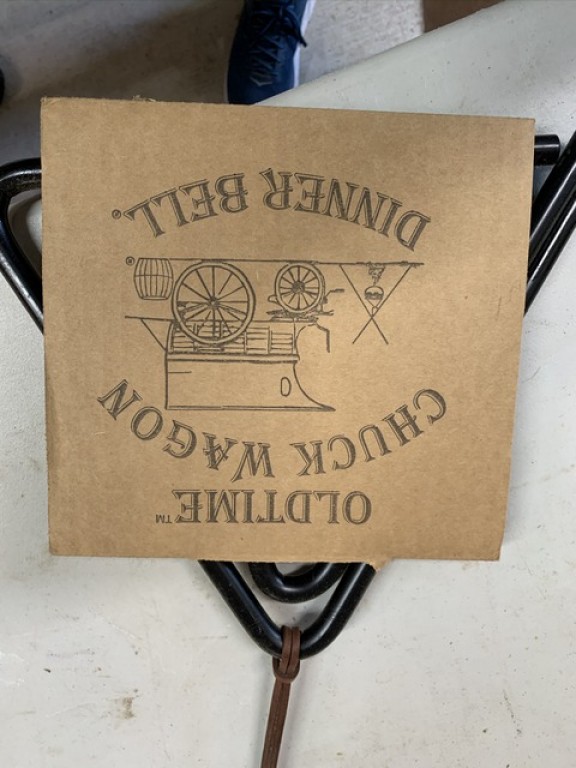 OLDTIME™
CHUCK WAGON
DINNER BELL®
®